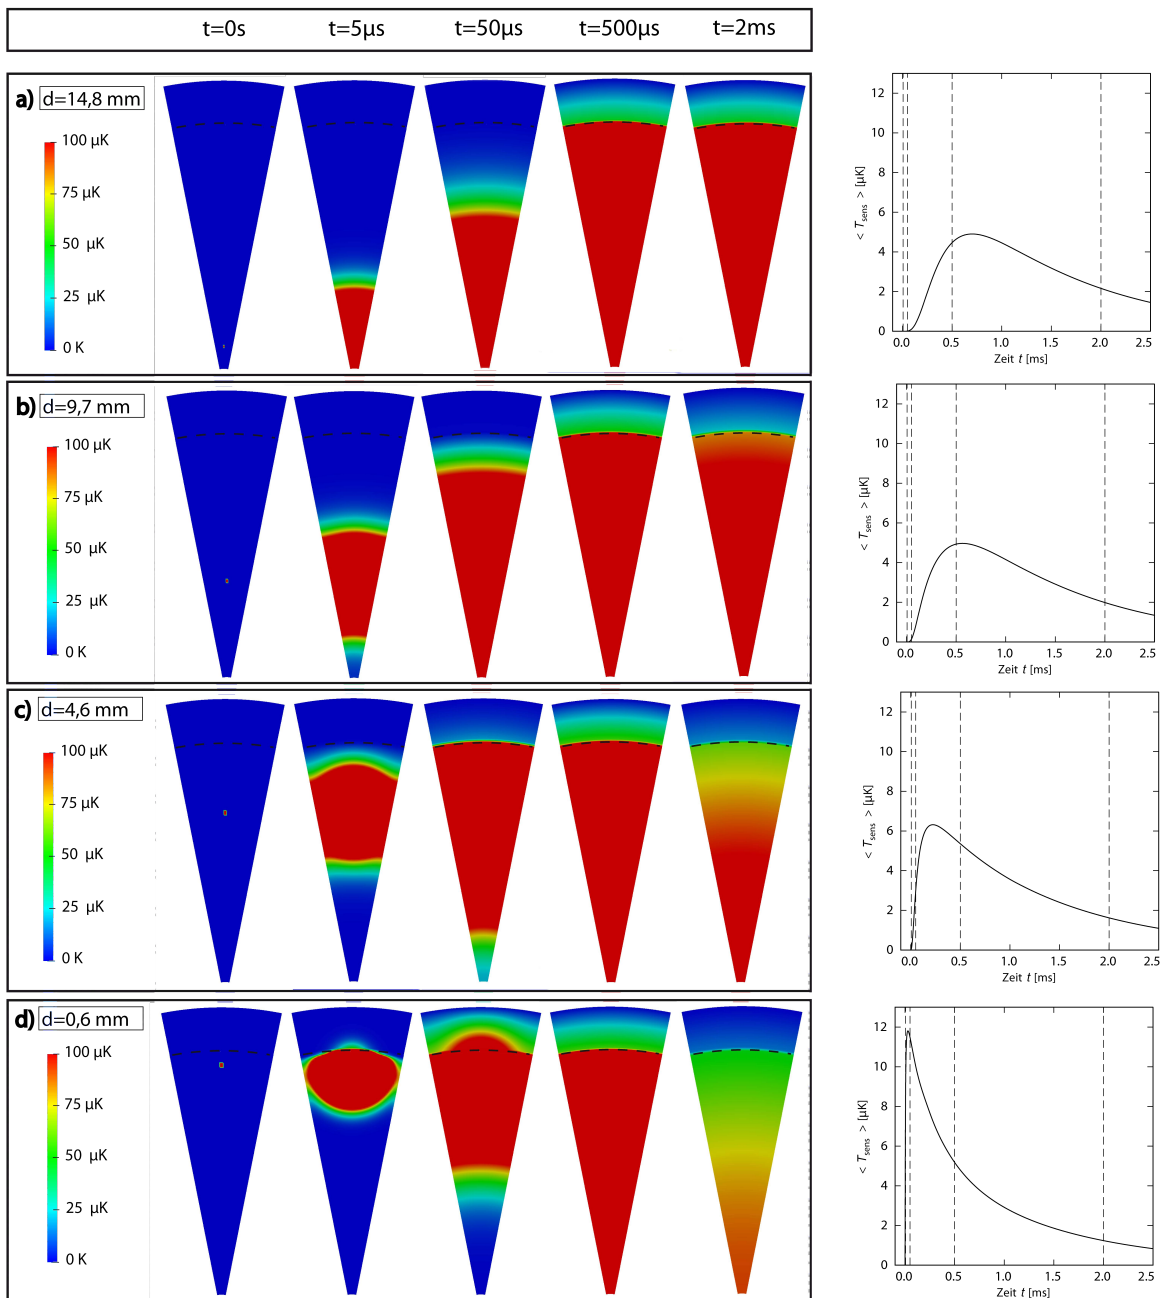 t=0s t=5µs t=50µs t=500µs t=2ms
a) d=14,8 mm
100 µK
75 µK
50 µK
25 µK
0 K
< Tsens > [µK]
12
10
8
6
4
2
0
0.0 0.5 1.0 1.5 2.0 2.5
Zeit t [ms]
b) d=9,7 mm
100 µK
75 µK
50 µK
25 µK
0 K
< Tsens > [µK]
12
10
8
6
4
2
0
0.0 0.5 1.0 1.5 2.0 2.5
Zeit t [ms]
c) d=4,6 mm
100 µK
75 µK
50 µK
25 µK
0 K
< Tsens > [µK]
12
10
8
6
4
2
0
0.0 0.5 1.0 1.5 2.0 2.5
Zeit t [ms]
d) d=0,6 mm
100 µK
75 µK
50 µK
25 µK
0 K
< Tsens > [µK]
12
10
8
6
4
2
0
0.0 0.5 1.0 1.5 2.0 2.5
Zeit t [ms]